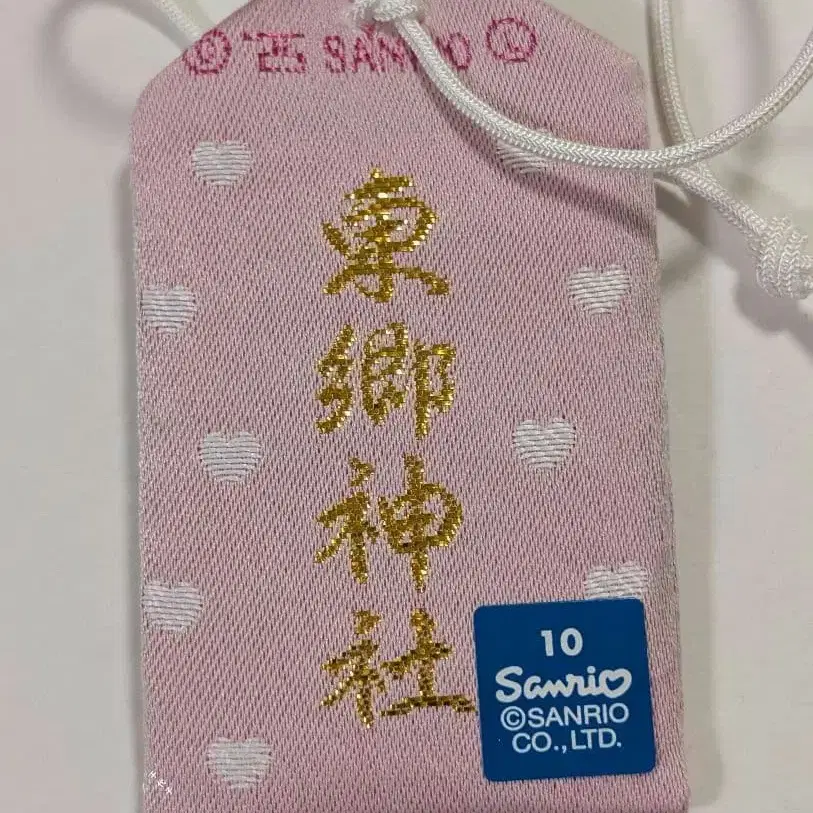 © '25 SANRIO Ⓛ
東
郷
神
社
10
Sanrio
©SANRIO
CO.,LTD.